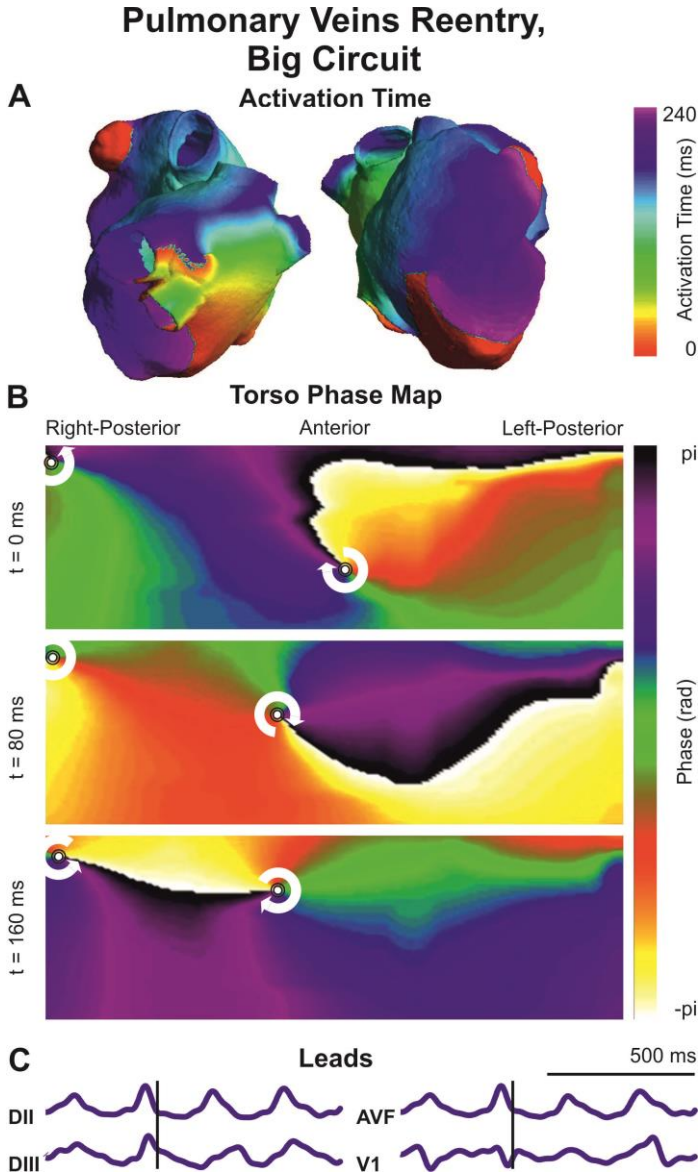 Pulmonary Veins Reentry,
Big Circuit
A
Activation Time
240
Activation Time (ms)
0
B
Torso Phase Map
Right-Posterior
Anterior
Left-Posterior
t = 0 ms
t = 80 ms
t = 160 ms
pi
Phase (rad)
-pi
C
Leads
500 ms
DII
AVF
DIII
V1